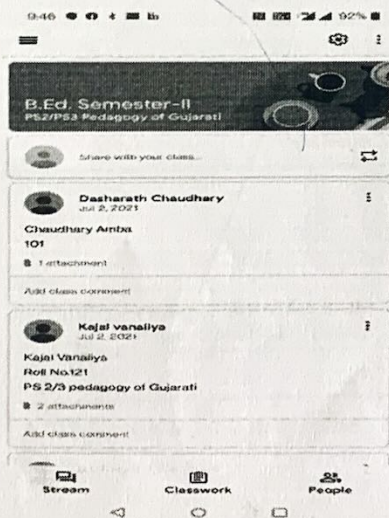 9:46
92%
B.Ed. Semester-II
PS2/PS3 Pedagogy of Gujarati
Share with your class...
Dasharath Chaudhary
Jul 2, 2021
Chaudhary Amba
101
1 attachment
Add class comment
Kajal vanaliya
Jul 2, 2021
Kajal Vanaliya
Roll No.121
PS 2/3 pedagogy of Gujarati
2 attachments
Add class comment
Stream
Classwork
People